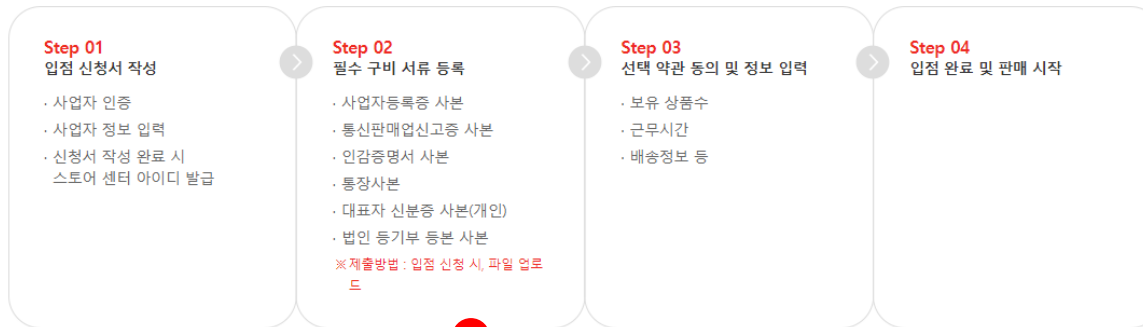 Step 01
입점 신청서 작성
· 사업자 인증
· 사업자 정보 입력
· 신청서 작성 완료 시
스토어 센터 아이디 발급
Step 02
필수 구비 서류 등록
· 사업자등록증 사본
· 통신판매업신고증 사본
· 인감증명서 사본
· 통장사본
· 대표자 신분증 사본(개인)
· 법인 등기부 등본 사본
※ 제출방법 : 입점 신청 시, 파일 업로
드
Step 03
선택 약관 동의 및 정보 입력
· 보유 상품수
· 근무시간
· 배송정보 등
Step 04
입점 완료 및 판매 시작